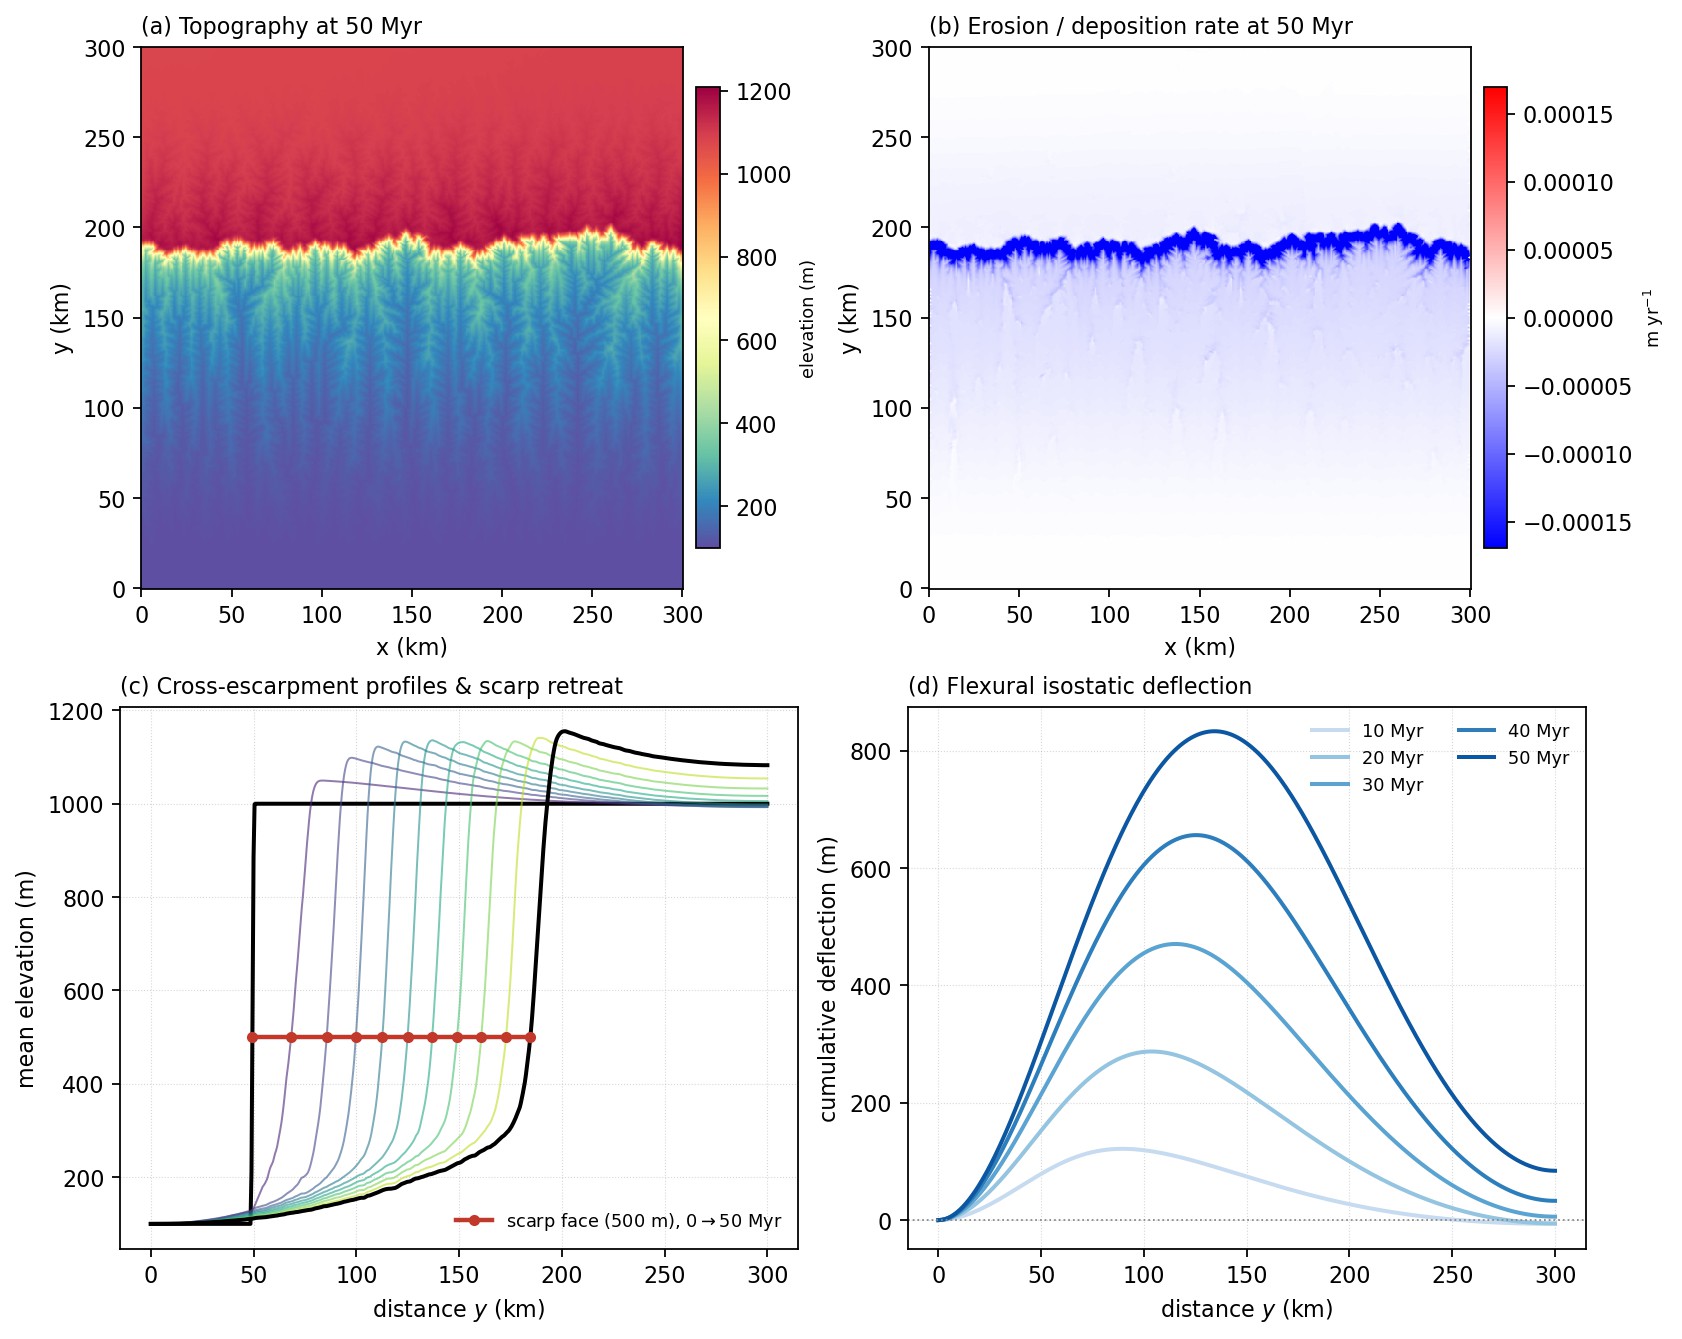 (a) Topography at 50 Myr
300
250
200
150
100
50
0
y (km)
0 50 100 150 200 250 300
x (km)
1200
1000
800
600
400
200
elevation (m)
(b) Erosion / deposition rate at 50 Myr
300
250
200
150
100
50
0
y (km)
0 50 100 150 200 250 300
x (km)
0.00015
0.00010
0.00005
0.00000
−0.00005
−0.00010
−0.00015
m yr⁻¹
(c) Cross-escarpment profiles & scarp retreat
1200
1000
800
600
400
200
mean elevation (m)
scarp face (500 m), 0→50 Myr
0 50 100 150 200 250 300
distance y (km)
(d) Flexural isostatic deflection
800
600
400
200
0
cumulative deflection (m)
10 Myr
20 Myr
30 Myr
40 Myr
50 Myr
0 50 100 150 200 250 300
distance y (km)